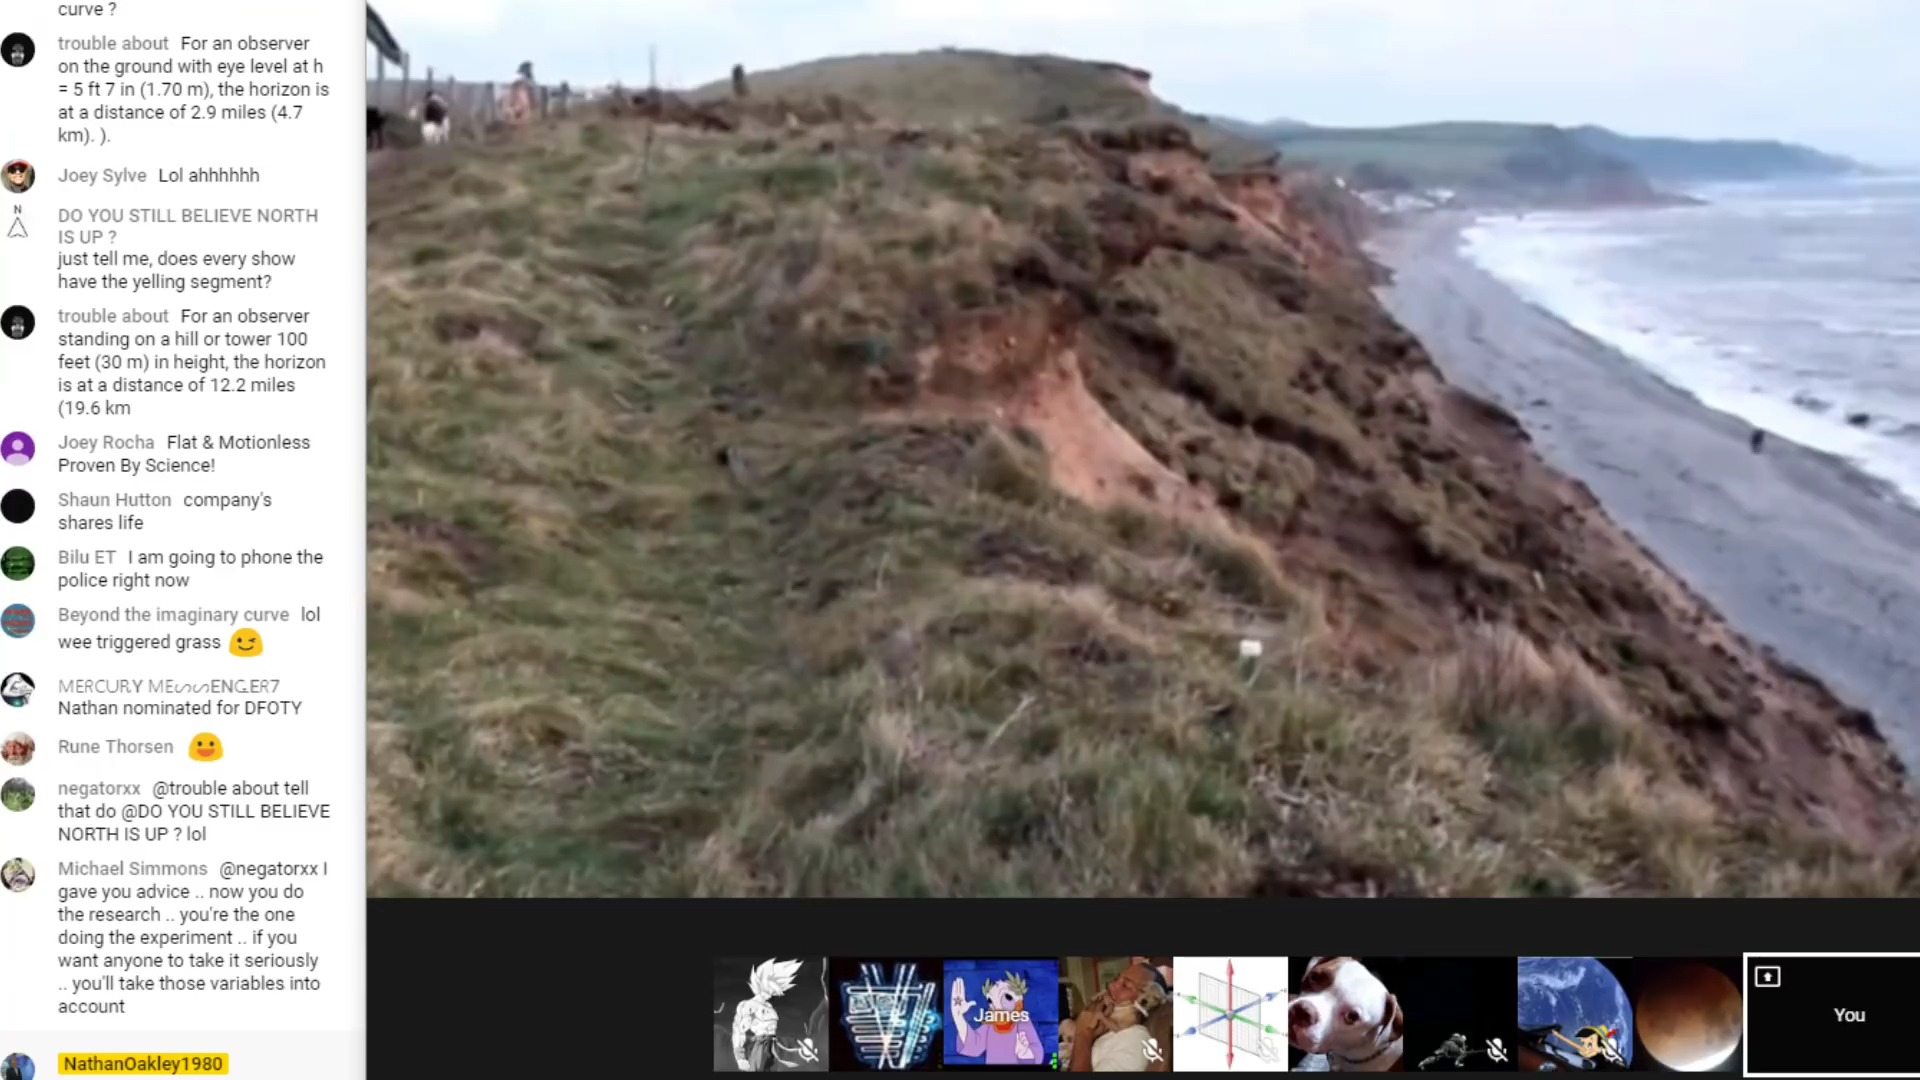 curve ?
trouble about For an observer
on the ground with eye level at h
= 5 ft 7 in (1.70 m), the horizon is
at a distance of 2.9 miles (4.7
km). ).
Joey Sylve Lol ahhhhhh
N
DO YOU STILL BELIEVE NORTH
IS UP ?
just tell me, does every show
have the yelling segment?
trouble about For an observer
standing on a hill or tower 100
feet (30 m) in height, the horizon
is at a distance of 12.2 miles
(19.6 km
Joey Rocha Flat & Motionless
Proven By Science!
Shaun Hutton company's
shares life
Bilu ET I am going to phone the
police right now
Beyond the imaginary curve lol
wee triggered grass
MERCURY MEᔕᔕENGER7
Nathan nominated for DFOTY
Rune Thorsen
negatorxx @trouble about tell
that do @DO YOU STILL BELIEVE
NORTH IS UP ? lol
Michael Simmons @negatorxx I
gave you advice .. now you do
the research .. you're the one
doing the experiment .. if you
want anyone to take it seriously
.. you'll take those variables into
account
NathanOakley1980
James
You